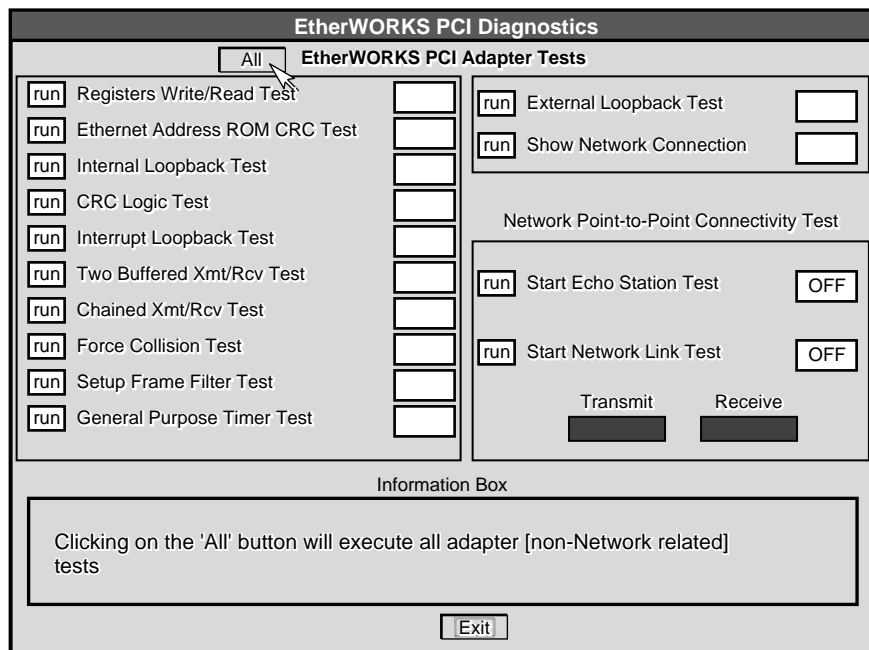 EtherWORKS PCI Diagnostics
All EtherWORKS PCI Adapter Tests
run Registers Write/Read Test
run Ethernet Address ROM CRC Test
run Internal Loopback Test
run CRC Logic Test
run Interrupt Loopback Test
run Two Buffered Xmt/Rcv Test
run Chained Xmt/Rcv Test
run Force Collision Test
run Setup Frame Filter Test
run General Purpose Timer Test
run External Loopback Test
run Show Network Connection
Network Point-to-Point Connectivity Test
run Start Echo Station Test OFF
run Start Network Link Test OFF
Transmit Receive
Information Box
Clicking on the 'All' button will execute all adapter [non-Network related]
tests
Exit